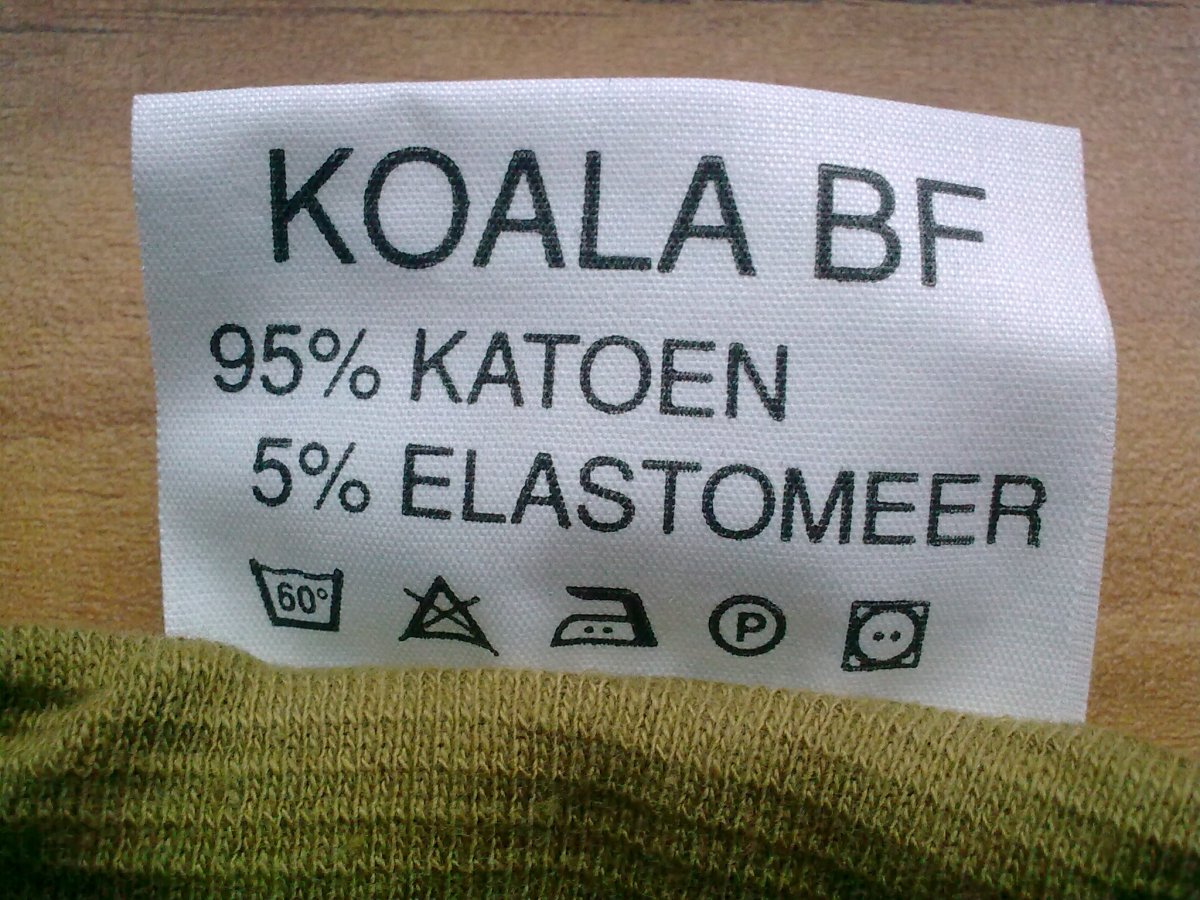 KOALA BF
95% KATOEN
5% ELASTOMEER
60° P